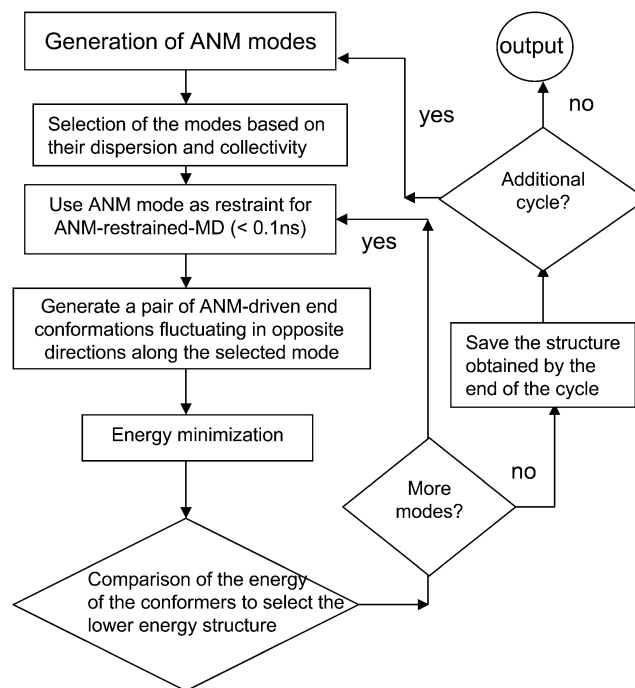 Generation of ANM modes
Selection of the modes based on
their dispersion and collectivity
Use ANM mode as restraint for
ANM-restrained-MD (< 0.1ns)
Generate a pair of ANM-driven end
conformations fluctuating in opposite
directions along the selected mode
Energy minimization
Comparison of the energy
of the conformers to select the
lower energy structure
More
modes?
yes
no
Save the structure
obtained by the
end of the cycle
Additional
cycle?
yes
no
output